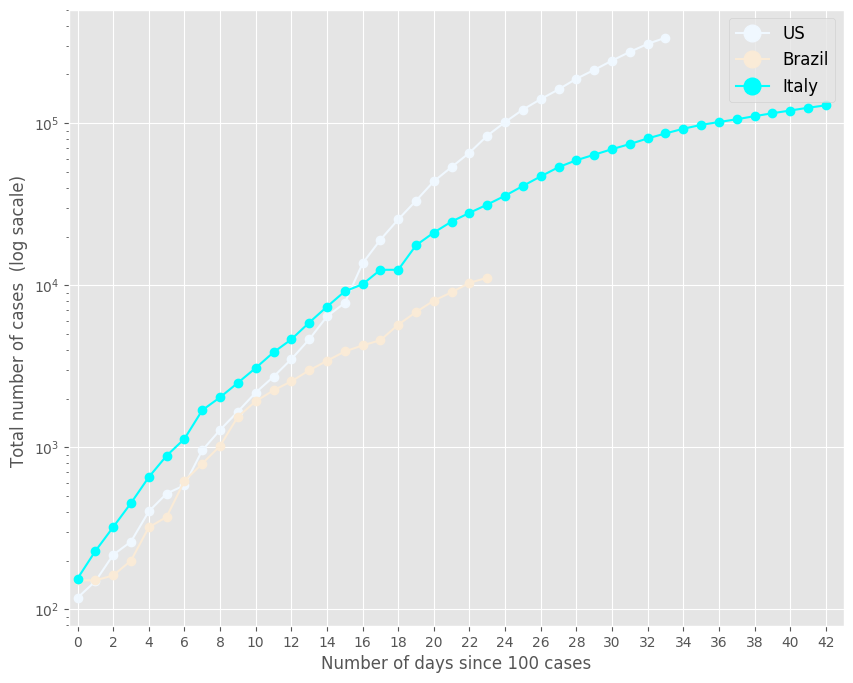 US
Brazil
Italy
10^5
10^4
10^3
10^2
Total number of cases (log sacale)
0 2 4 6 8 10 12 14 16 18 20 22 24 26 28 30 32 34 36 38 40 42
Number of days since 100 cases